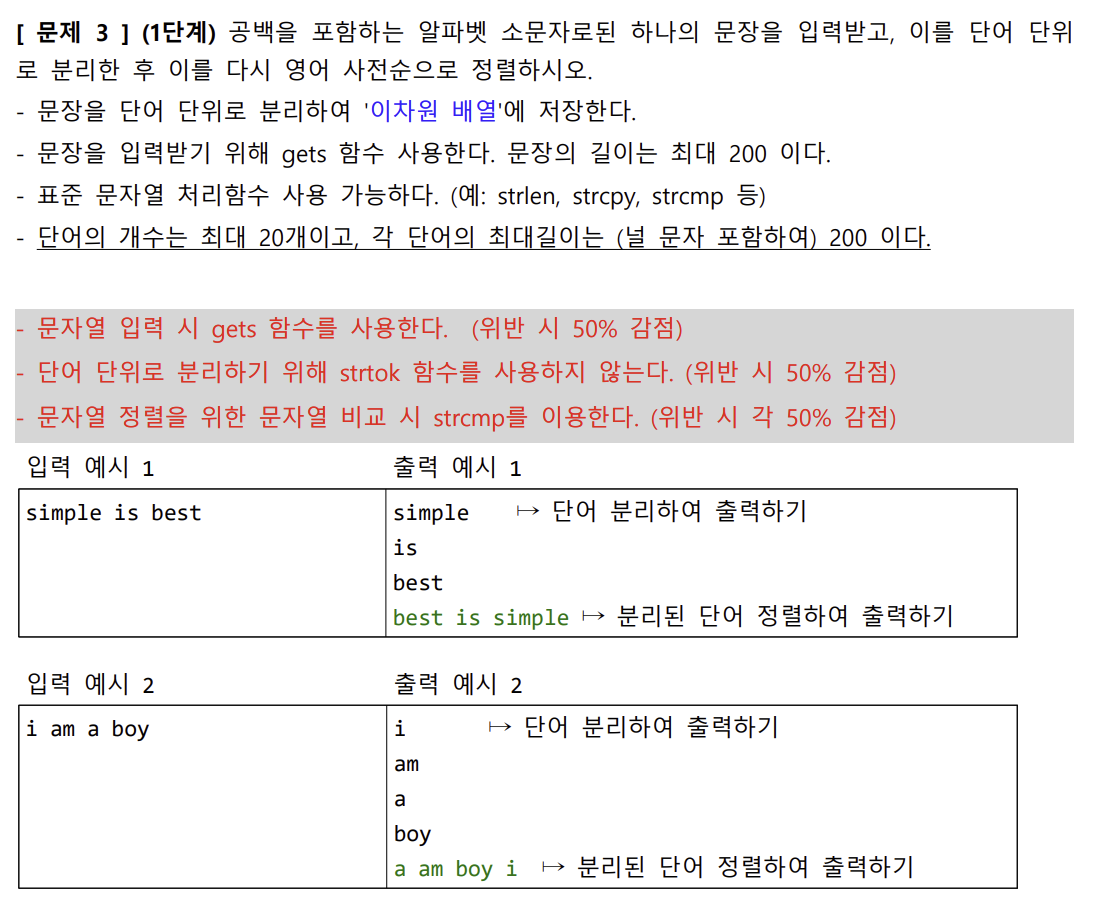 [ 문제 3 ] (1단계) 공백을 포함하는 알파벳 소문자로된 하나의 문장을 입력받고, 이를 단어 단위
로 분리한 후 이를 다시 영어 사전순으로 정렬하시오.
- 문장을 단어 단위로 분리하여 '이차원 배열'에 저장한다.
- 문장을 입력받기 위해 gets 함수 사용한다. 문장의 길이는 최대 200 이다.
- 표준 문자열 처리함수 사용 가능하다. (예: strlen, strcpy, strcmp 등)
- 단어의 개수는 최대 20개이고, 각 단어의 최대길이는 (널 문자 포함하여) 200 이다.
- 문자열 입력 시 gets 함수를 사용한다. (위반 시 50% 감점)
- 단어 단위로 분리하기 위해 strtok 함수를 사용하지 않는다. (위반 시 50% 감점)
- 문자열 정렬을 위한 문자열 비교 시 strcmp를 이용한다. (위반 시 각 50% 감점)
입력 예시 1 출력 예시 1
simple is best simple ↦ 단어 분리하여 출력하기
is
best
best is simple ↦ 분리된 단어 정렬하여 출력하기
입력 예시 2 출력 예시 2
i am a boy i ↦ 단어 분리하여 출력하기
am
a
boy
a am boy i ↦ 분리된 단어 정렬하여 출력하기